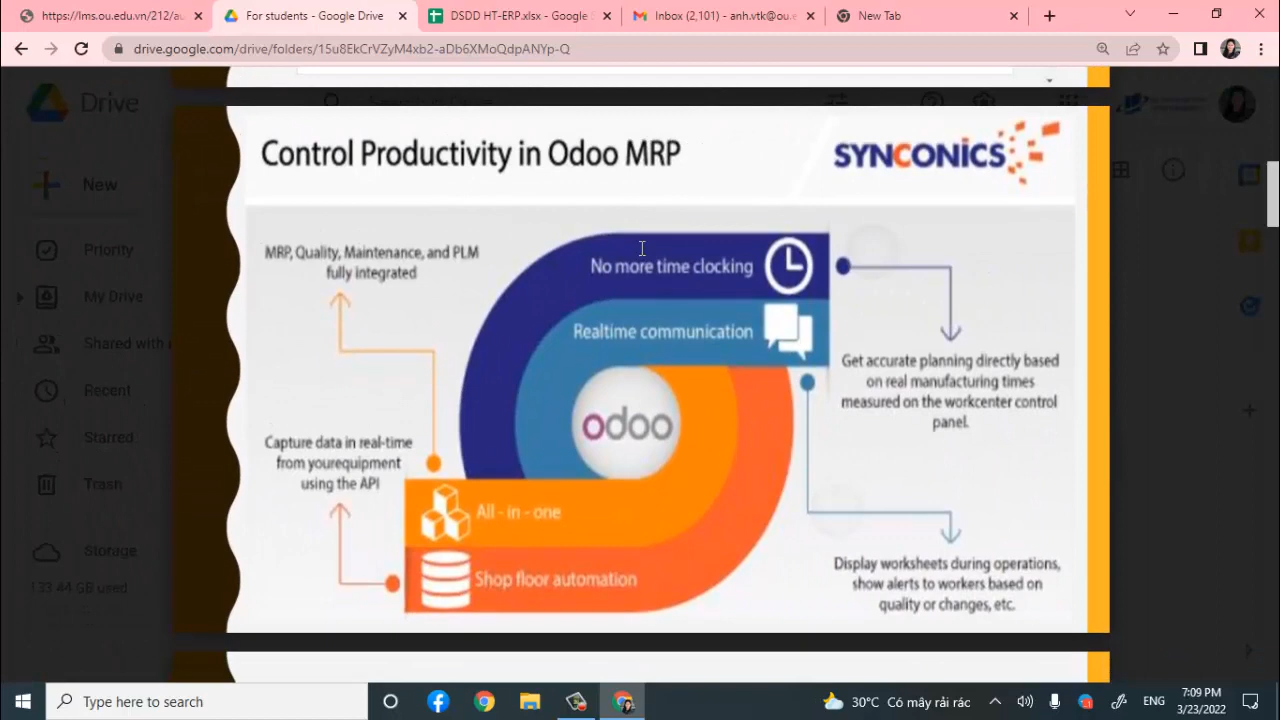 https://lms.ou.edu.vn/212/au
For students - Google Drive
DSDD HT-ERP.xlsx - Google
Inbox (2,101) - anh.vtk@ou.e
New Tab
drive.google.com/drive/folders/15u8EkCrVZyM4xb2-aDb6XMoQdpANYp-Q
Drive
New
Priority
My Drive
Shared with
Recent
Starred
Trash
Storage
133.44 GB used
Control Productivity in Odoo MRP
SYNCONICS
MRP, Quality, Maintenance, and PLM
fully integrated
No more time clocking
Realtime communication
Get accurate planning directly based
on real manufacturing times
measured on the workcenter control
panel.
odoo
Capture data in real-time
from yourequipment
using the API
All - in - one
Shop floor automation
Display worksheets during operations,
show alerts to workers based on
quality or changes, etc.
Type here to search
30°C Có mây rải rác
ENG
7:09 PM
3/23/2022